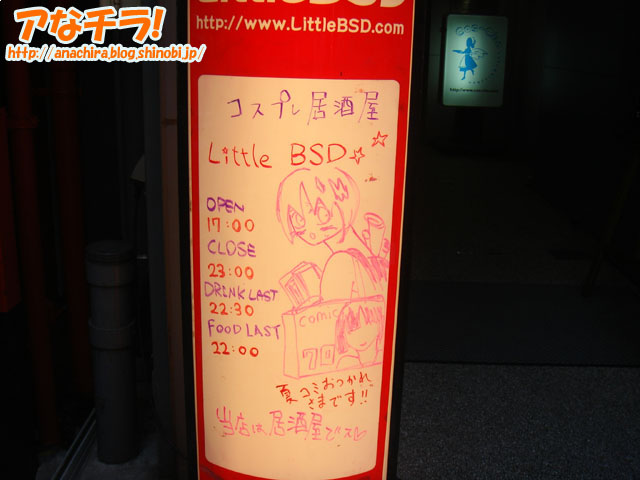 アなチラ!
http://anachira.blog.shinobi.jp/
LittleBSD
http://www.LittleBSD.com
コスプレ居酒屋
Little BSD☆☆
OPEN
17:00
CLOSE
23:00
DRINK LAST
22:30
FOOD LAST
22:00
comic
70
夏コミおつかれ
さまです!!
当店は居酒屋でス♡